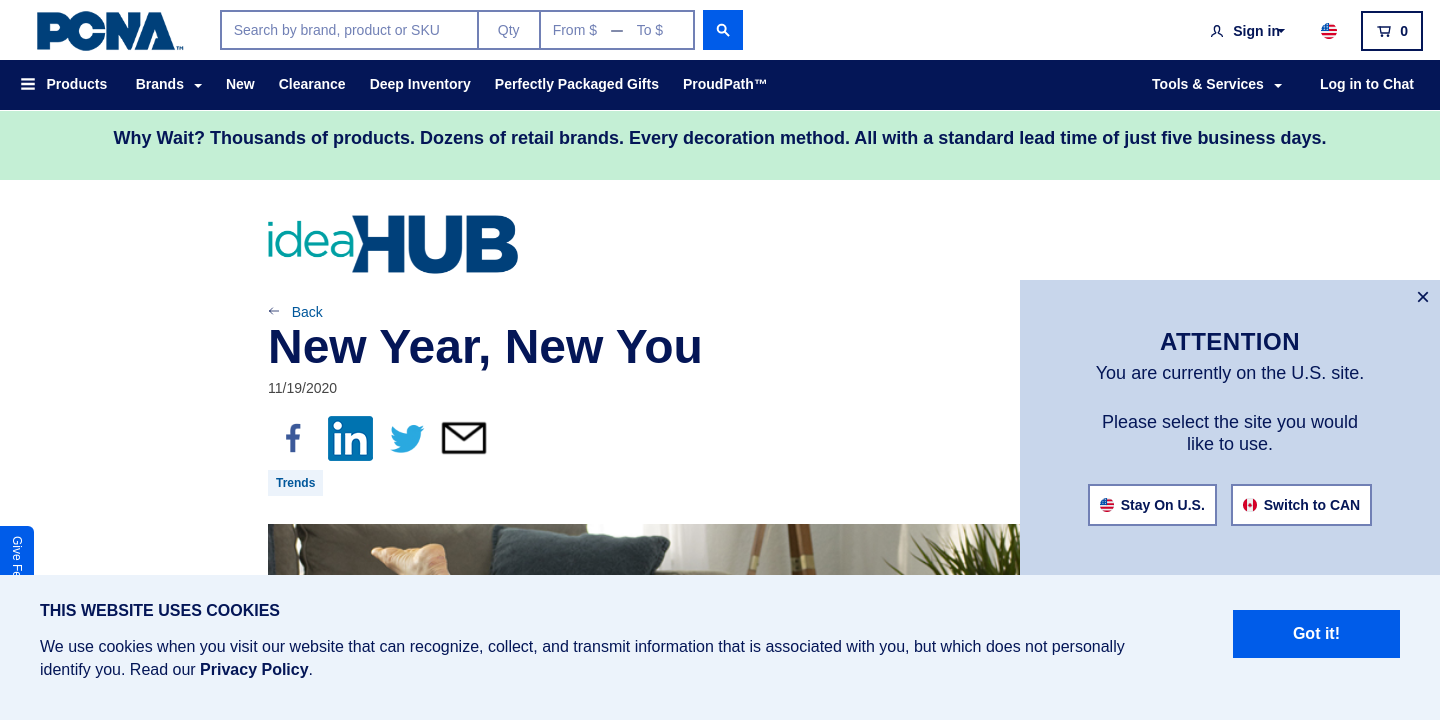 PCNA™
Search by brand, product or SKU
Qty
From $ — To $
Sign in
0
Products
Brands
New
Clearance
Deep Inventory
Perfectly Packaged Gifts
ProudPath™
Tools & Services
Log in to Chat
Why Wait? Thousands of products. Dozens of retail brands. Every decoration method. All with a standard lead time of just five business days.
ideaHUB
Back
New Year, New You
11/19/2020
f
in
Trends
×
ATTENTION
You are currently on the U.S. site.
Please select the site you would
like to use.
Stay On U.S.
Switch to CAN
Give
THIS WEBSITE USES COOKIES
We use cookies when you visit our website that can recognize, collect, and transmit information that is associated with you, but which does not personally
identify you. Read our Privacy Policy.
Got it!